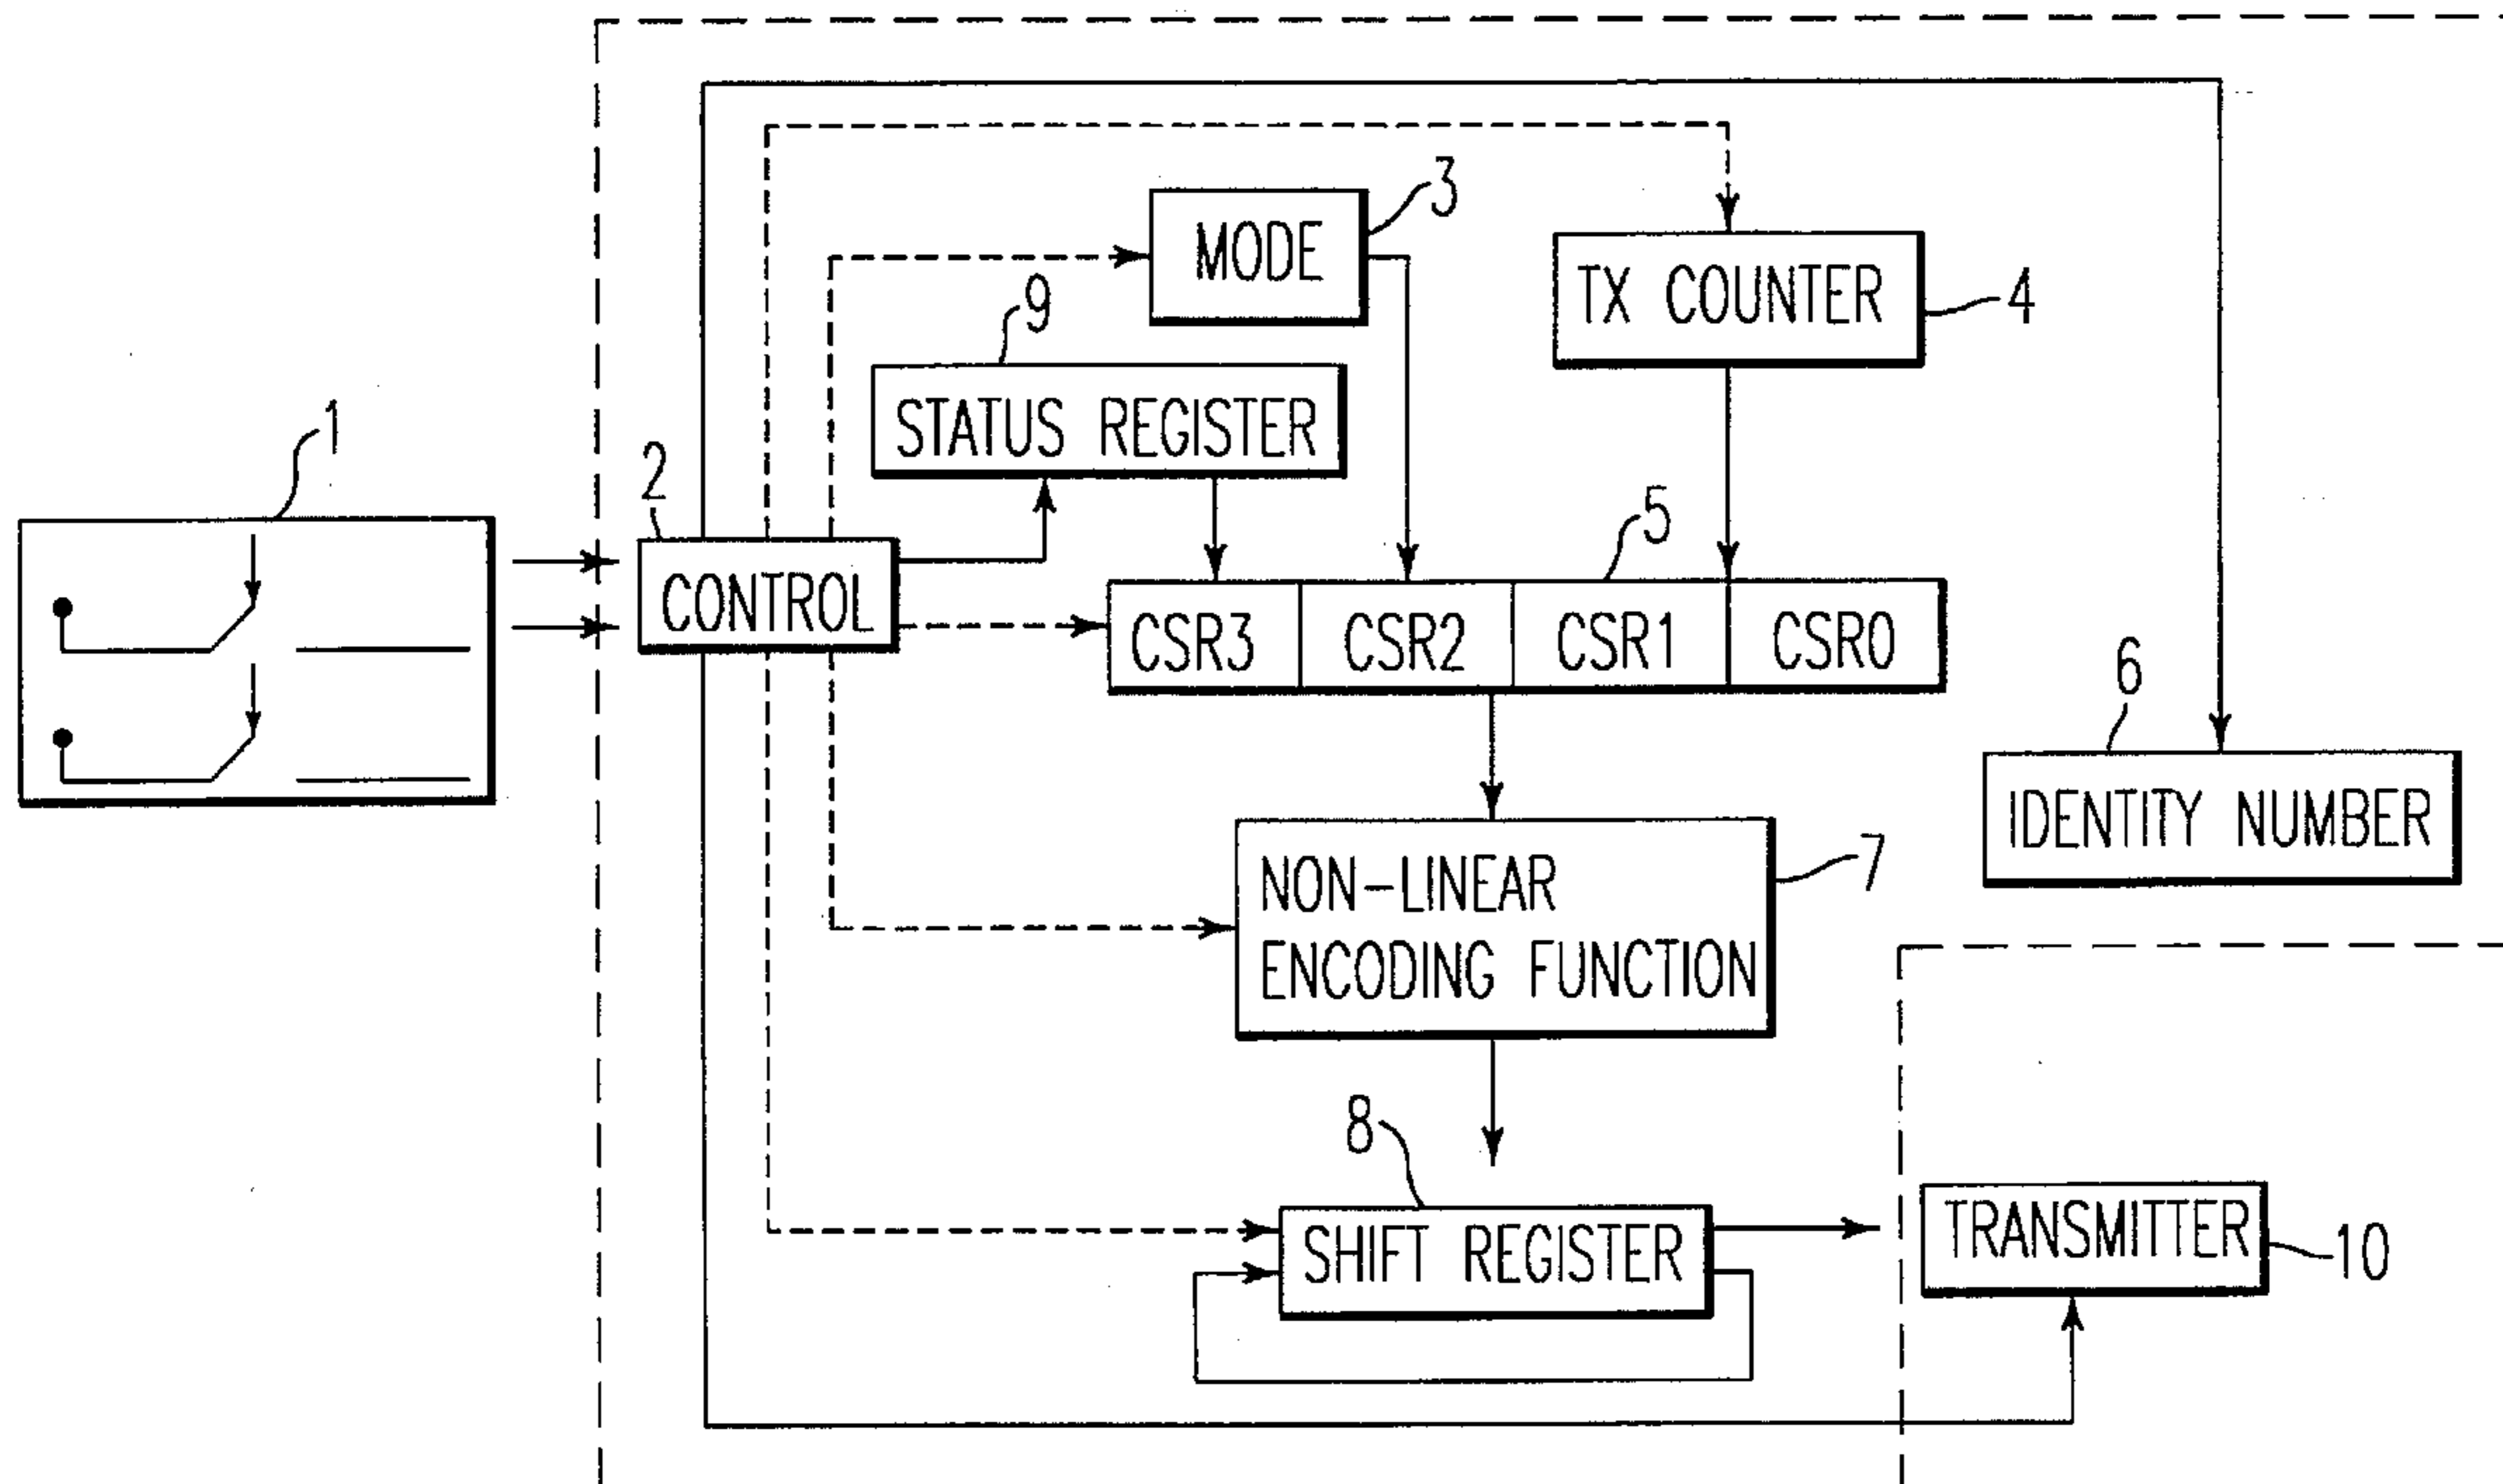 3
MODE
9
TX COUNTER
4
STATUS REGISTER
1
2
5
CONTROL
CSR3 CSR2 CSR1 CSR0
6
IDENTITY NUMBER
7
NON-LINEAR
ENCODING FUNCTION
8
SHIFT REGISTER
TRANSMITTER
10